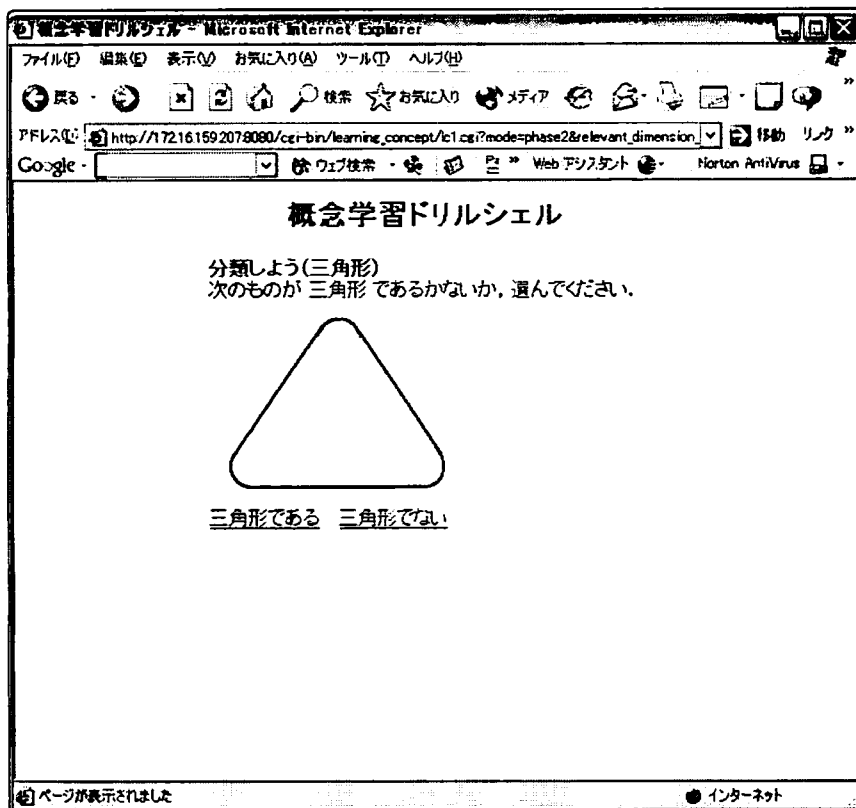 概念学習ドリルシェル - Microsoft Internet Explorer
ファイル(F) 編集(E) 表示(V) お気に入り(A) ツール(T) ヘルプ(H)
戻る 検索 お気に入り メディア »
アドレス(D) http://172.16.159.207:8080/cgi-bin/learning_concept/lc1.cgi?mode=phase2&relevant_dimension_ 移動 リンク »
Google ウェブ検索 » Web アシスタント Norton AntiVirus
概念学習ドリルシェル
分類しよう(三角形)
次のものが 三角形 であるかないか, 選んでください.
三角形である 三角形でない
ページが表示されました インターネット